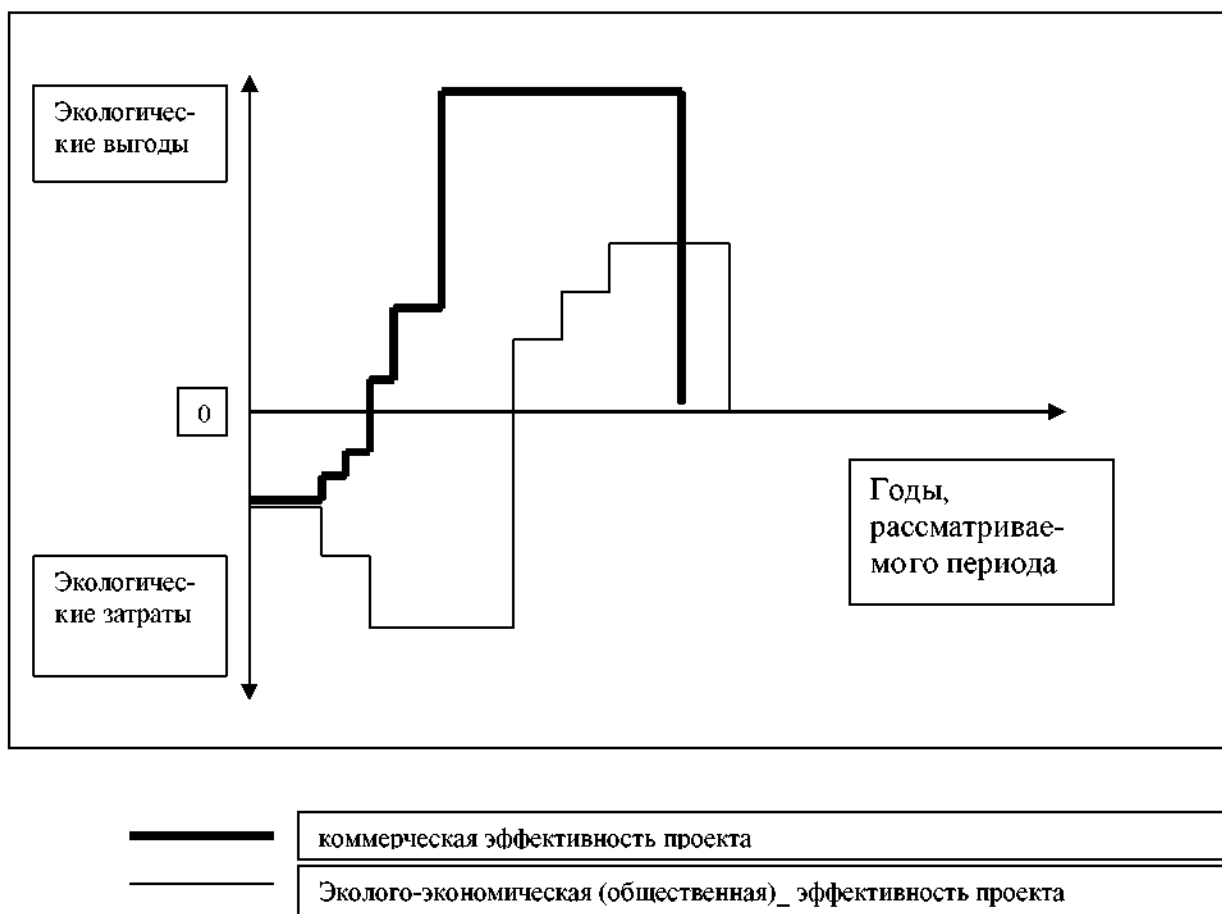 Экологичес-
кие выгоды
0
Годы,
рассматривае-
мого периода
Экологичес-
кие затраты
коммерческая эффективность проекта
Эколого-экономическая (общественная)_ эффективность проекта